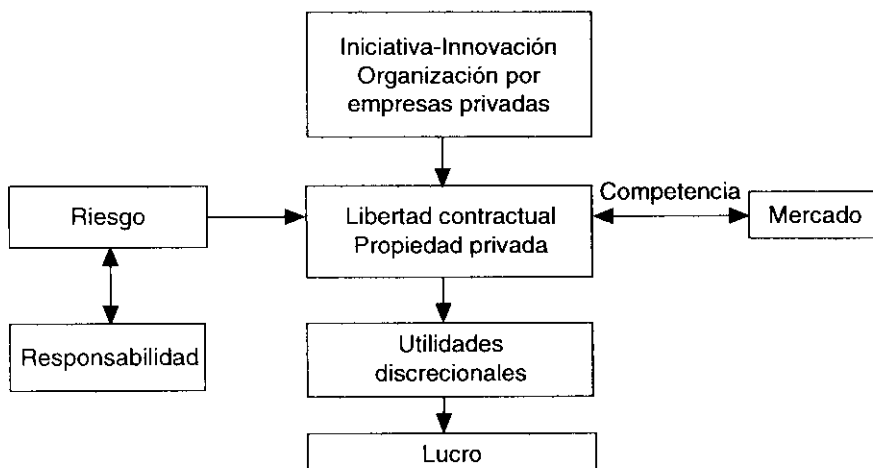 Iniciativa-Innovación
Organización por
empresas privadas
Competencia
Riesgo
Libertad contractual
Propiedad privada
Mercado
Responsabilidad
Utilidades
discrecionales
Lucro